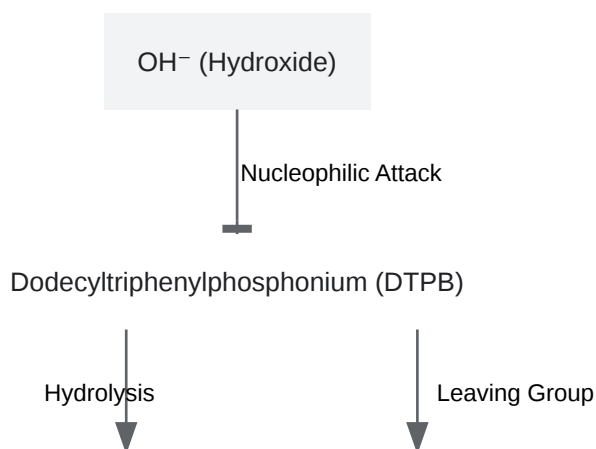 OH⁻ (Hydroxide)
Nucleophilic Attack
Dodecyltriphenylphosphonium (DTPB)
Hydrolysis
Leaving Group